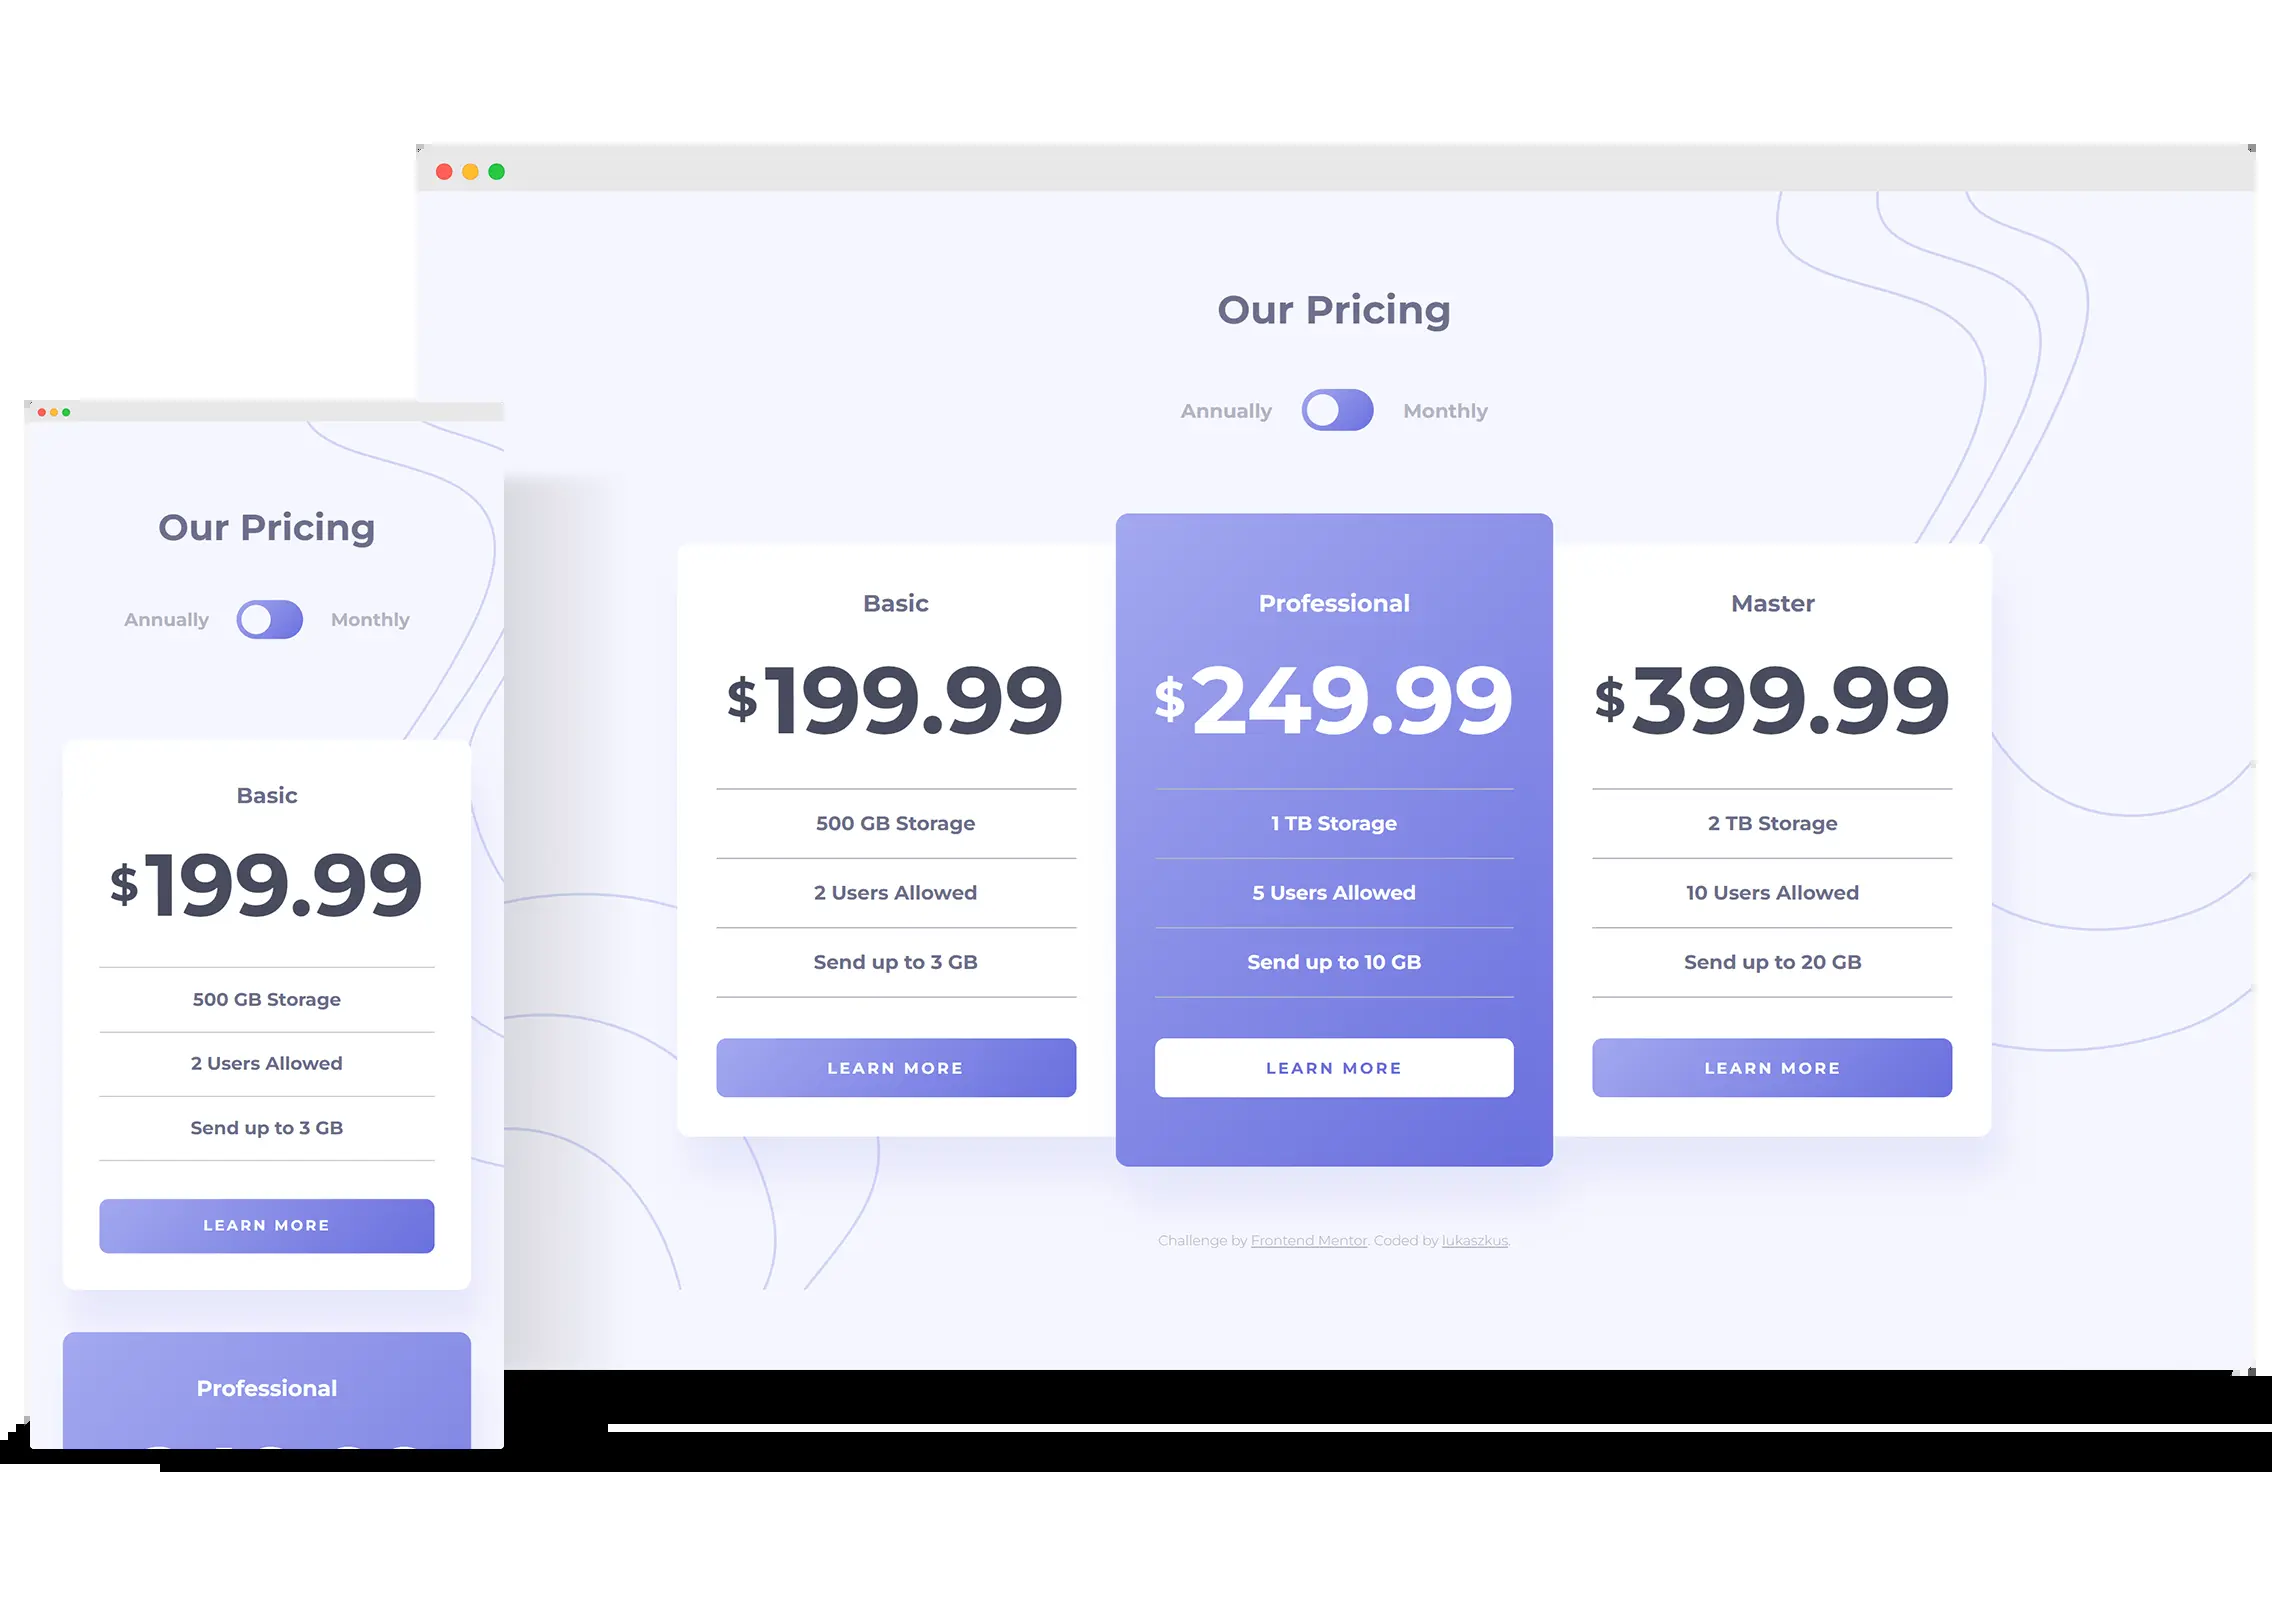 Our Pricing
Annually Monthly
Basic
$199.99
500 GB Storage
2 Users Allowed
Send up to 3 GB
LEARN MORE
Professional
$249.99
1 TB Storage
5 Users Allowed
Send up to 10 GB
LEARN MORE
Master
$399.99
2 TB Storage
10 Users Allowed
Send up to 20 GB
LEARN MORE
Challenge by Frontend Mentor. Coded by lukaszkus.
Our Pricing
Annually Monthly
Basic
$199.99
500 GB Storage
2 Users Allowed
Send up to 3 GB
LEARN MORE
Professional